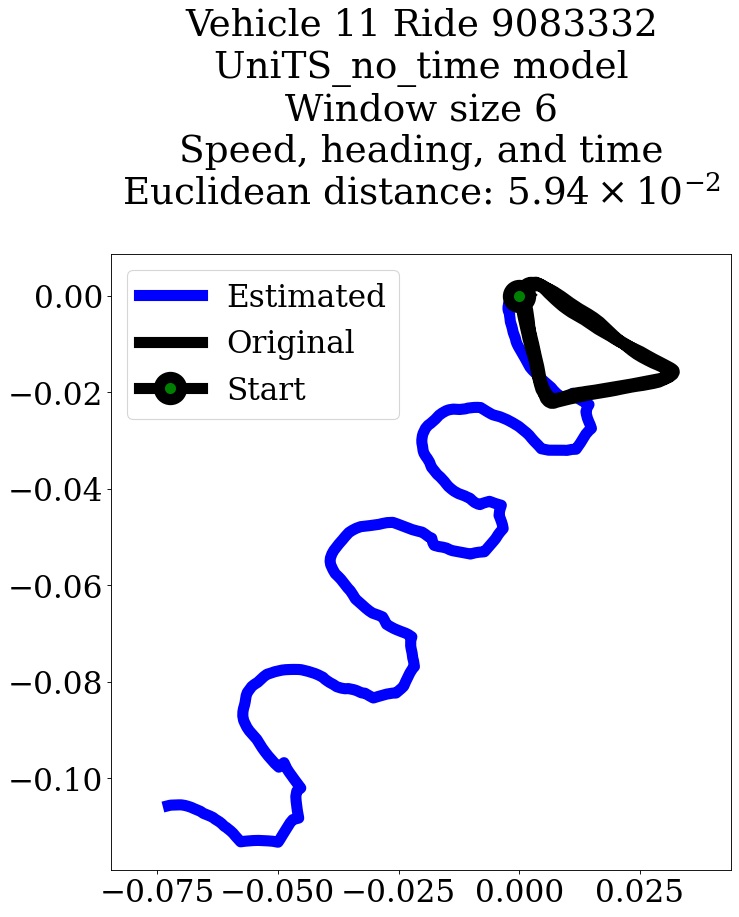 Vehicle 11 Ride 9083332
UniTS_no_time model
Window size 6
Speed, heading, and time
Euclidean distance: 5.94 × 10⁻²
Estimated
Original
Start
0.00
−0.02
−0.04
−0.06
−0.08
−0.10
−0.075 −0.050 −0.025 0.000 0.025